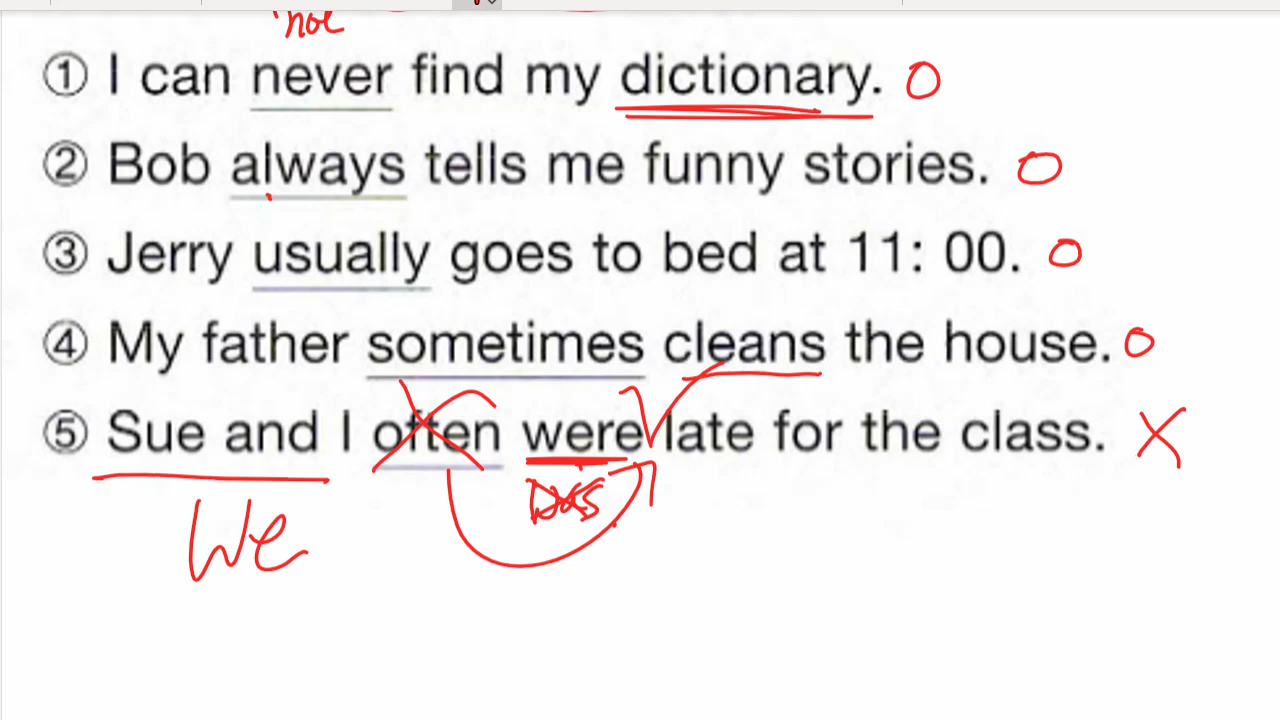 not
① I can never find my dictionary. O
② Bob always tells me funny stories. O
③ Jerry usually goes to bed at 11: 00. O
④ My father sometimes cleans the house. O
⑤ Sue and I often were late for the class. X
was
We